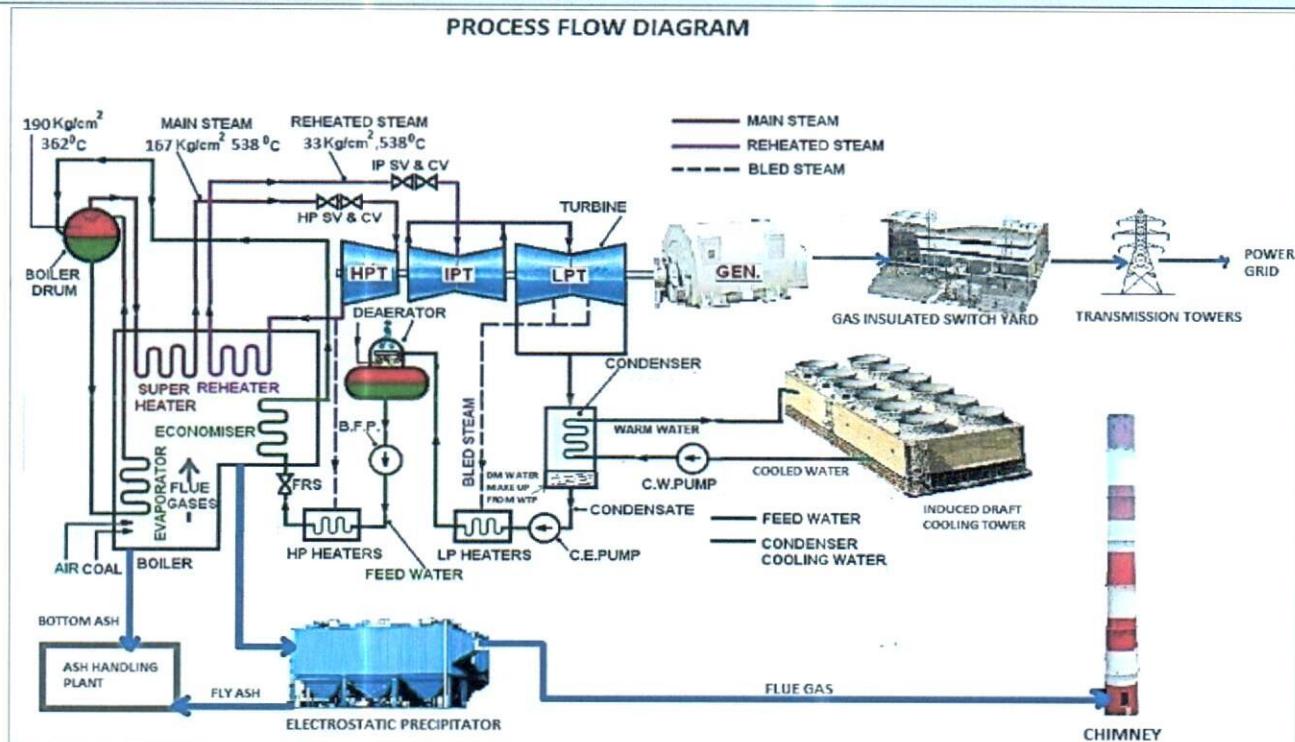 PROCESS FLOW DIAGRAM
190 Kg/cm²
362⁰C
MAIN STEAM
167 Kg/cm² 538 ⁰C
REHEATED STEAM
33 Kg/cm²,538⁰C
IP SV & CV
HP SV & CV
MAIN STEAM
REHEATED STEAM
BLED STEAM
TURBINE
BOILER
DRUM
HPT
IPT
LPT
GEN.
POWER
GRID
GAS INSULATED SWITCH YARD
TRANSMISSION TOWERS
DEAERATOR
SUPER
HEATER
REHEATER
CONDENSER
ECONOMISER
B.F.P.
BLED STEAM
WARM WATER
COOLED WATER
C.W.PUMP
EVAPORATOR
FLUE
GASES
FRS
DM WATER
MAKE UP
FROM WTP
CONDENSATE
INDUCED DRAFT
COOLING TOWER
AIR
COAL
BOILER
HP HEATERS
FEED WATER
LP HEATERS
C.E.PUMP
FEED WATER
CONDENSER
COOLING WATER
BOTTOM ASH
ASH HANDLING
PLANT
FLY ASH
ELECTROSTATIC PRECIPITATOR
FLUE GAS
CHIMNEY